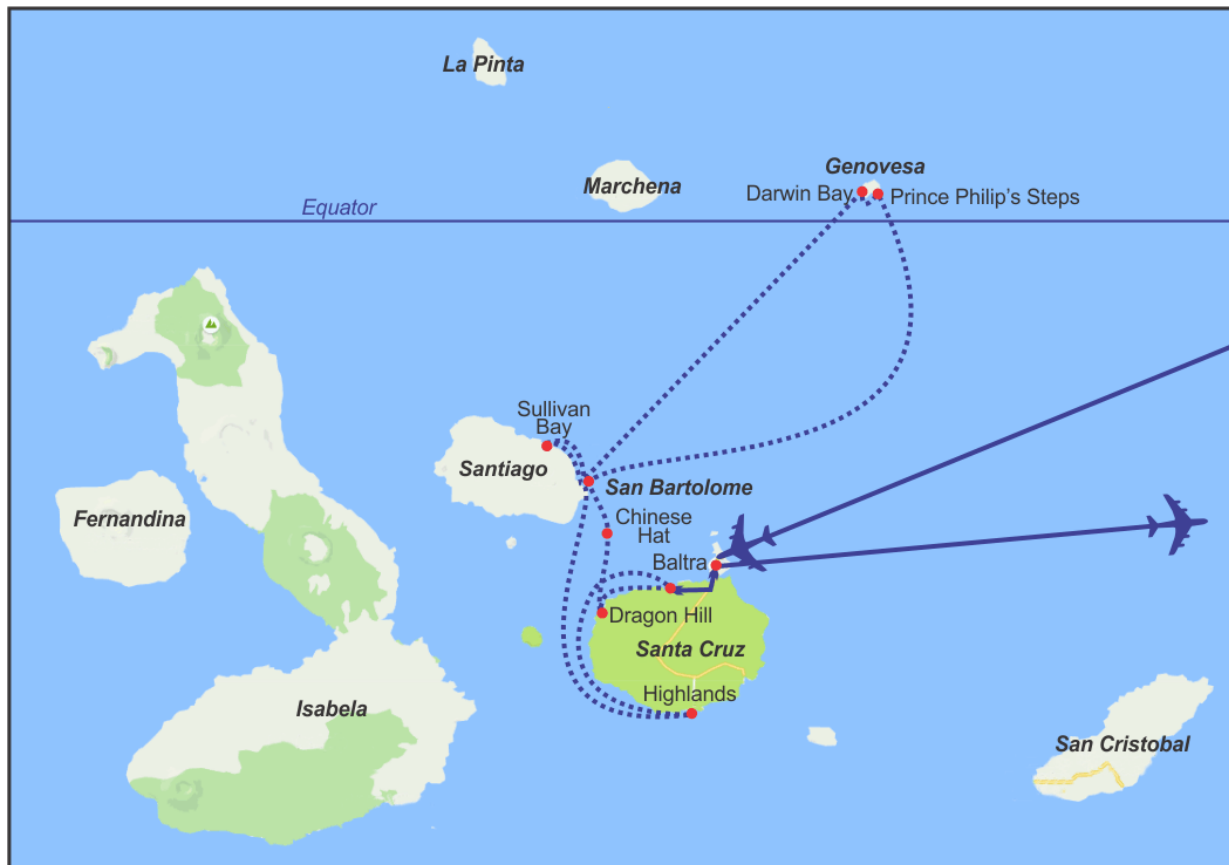 La Pinta
Marchena
Genovesa
Darwin Bay
Prince Philip's Steps
Equator
Sullivan
Bay
Santiago
San Bartolome
Fernandina
Chinese
Hat
Baltra
Dragon Hill
Santa Cruz
Highlands
Isabela
San Cristobal